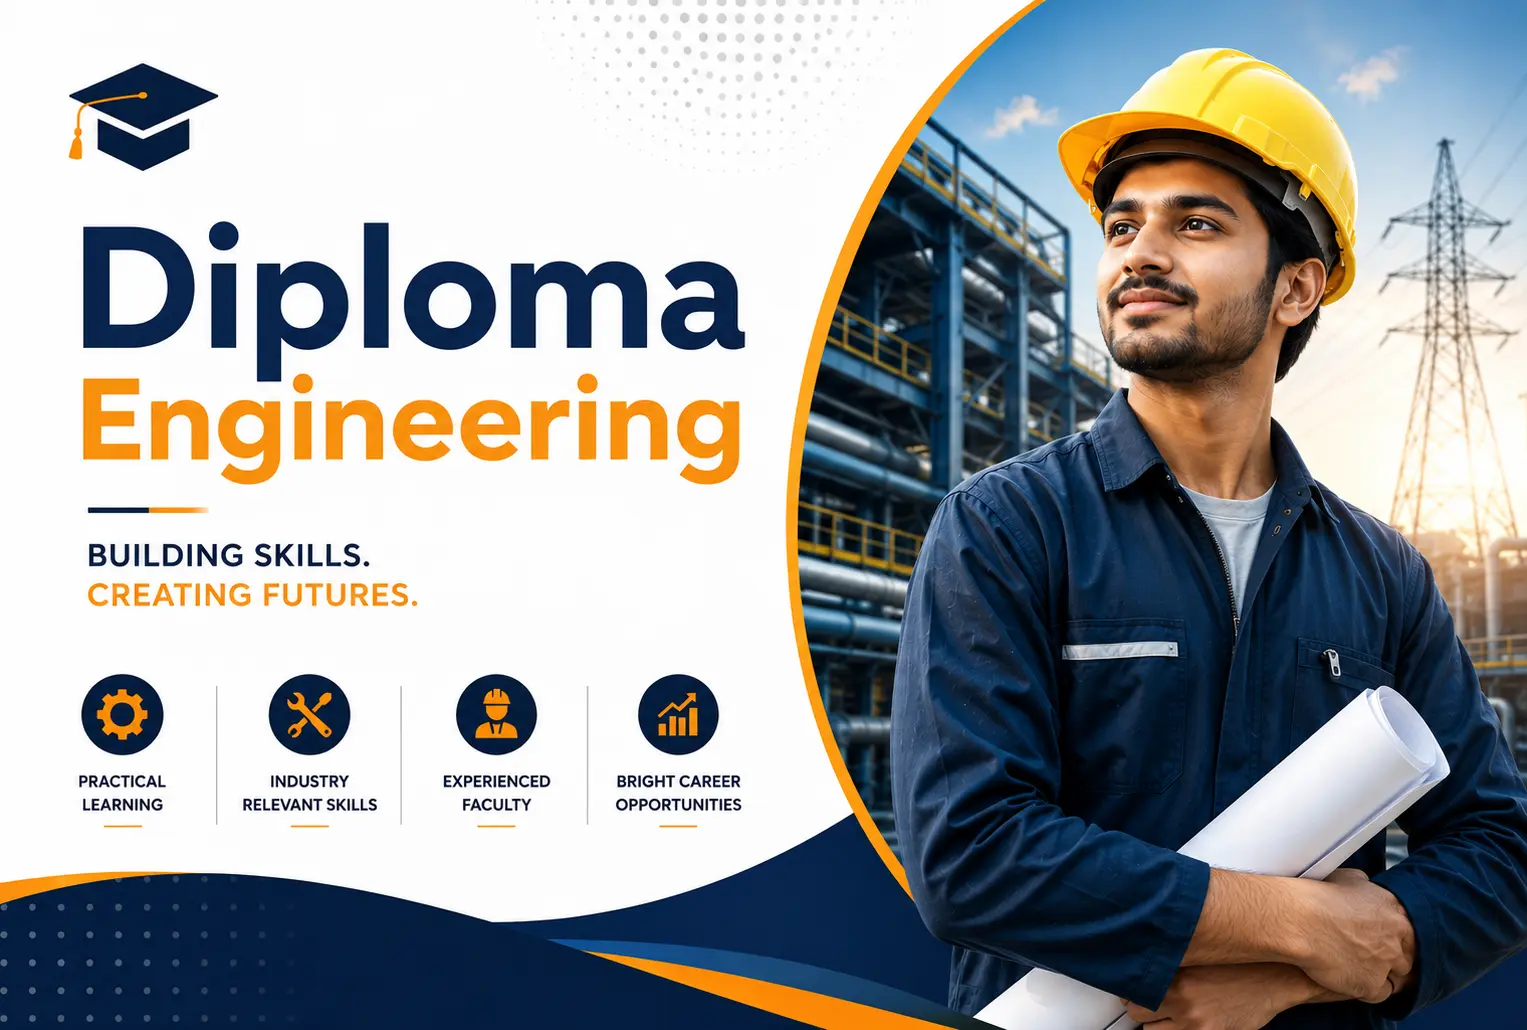 Diploma
Engineering
BUILDING SKILLS.
CREATING FUTURES.
PRACTICAL
LEARNING
INDUSTRY
RELEVANT SKILLS
EXPERIENCED
FACULTY
BRIGHT CAREER
OPPORTUNITIES